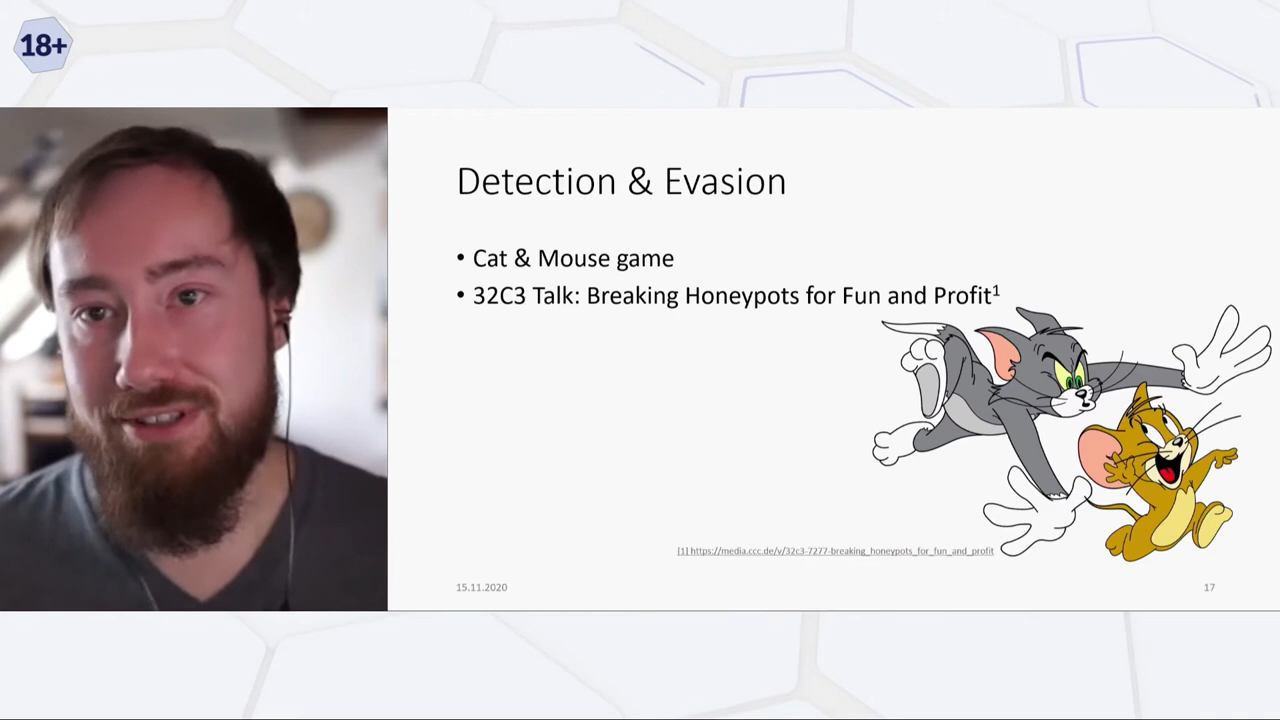 18+
Detection & Evasion
• Cat & Mouse game
• 32C3 Talk: Breaking Honeypots for Fun and Profit¹
[1] https://media.ccc.de/v/32c3-7277-breaking_honeypots_for_fun_and_profit
15.11.2020
17